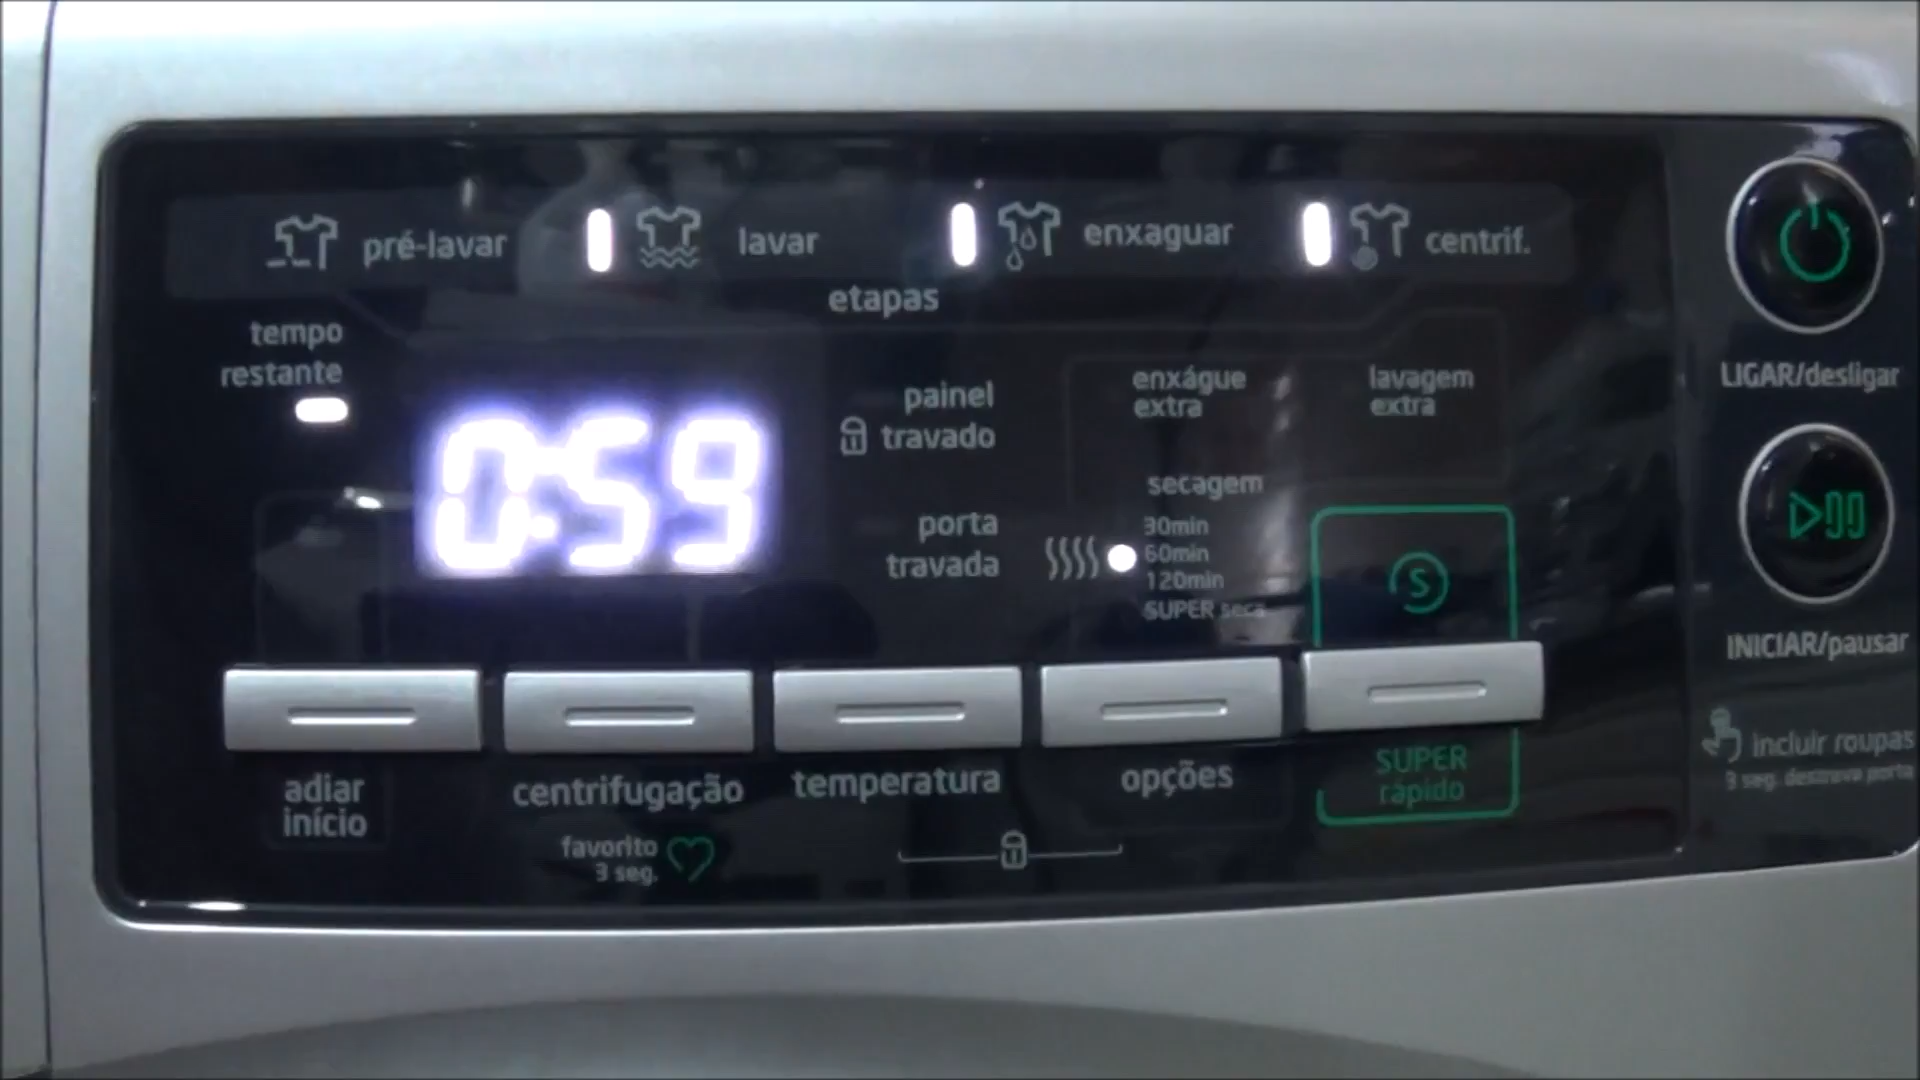 pré-lavar
lavar
enxaguar
centrif.
etapas
tempo
restante
0:59
painel
travado
enxágue
extra
lavagem
extra
porta
travada
secagem
30min
60min
120min
SUPER seca
S
LIGAR/desligar
INICIAR/pausar
incluir roupas
3 seg. destrava porta
adiar
início
centrifugação
favorito
3 seg.
temperatura
opções
SUPER
rápido